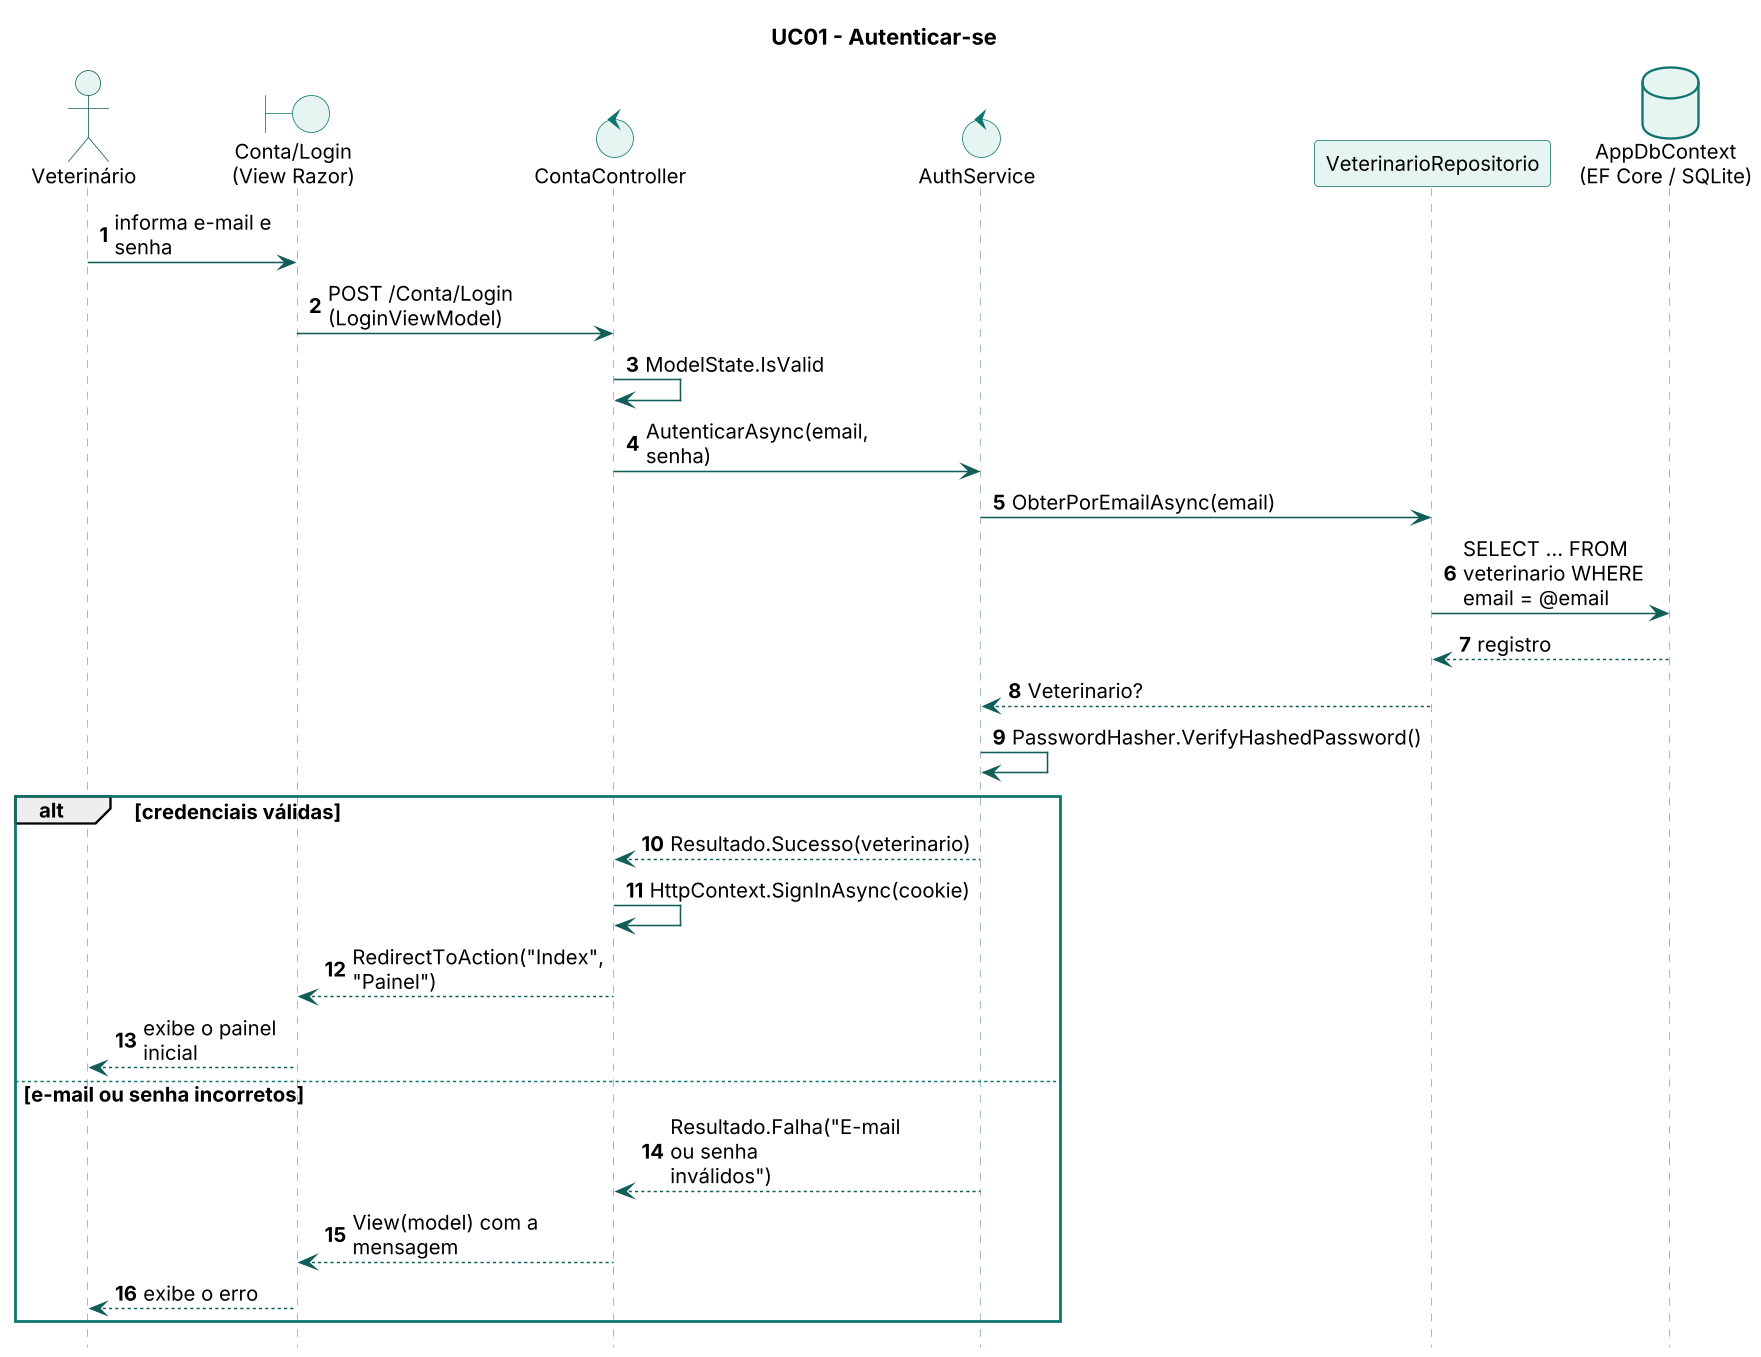 UC01 - Autenticar-se
Veterinário
Conta/Login
(View Razor)
ContaController
AuthService
VeterinarioRepositorio
AppDbContext
(EF Core / SQLite)
1 informa e-mail e
senha
2 POST /Conta/Login
(LoginViewModel)
3 ModelState.IsValid
4 AutenticarAsync(email,
senha)
5 ObterPorEmailAsync(email)
6 SELECT ... FROM
veterinario WHERE
email = @email
7 registro
8 Veterinario?
9 PasswordHasher.VerifyHashedPassword()
alt [credenciais válidas]
10 Resultado.Sucesso(veterinario)
11 HttpContext.SignInAsync(cookie)
12 RedirectToAction("Index",
"Painel")
13 exibe o painel
inicial
[e-mail ou senha incorretos]
14 Resultado.Falha("E-mail
ou senha
inválidos")
15 View(model) com a
mensagem
16 exibe o erro